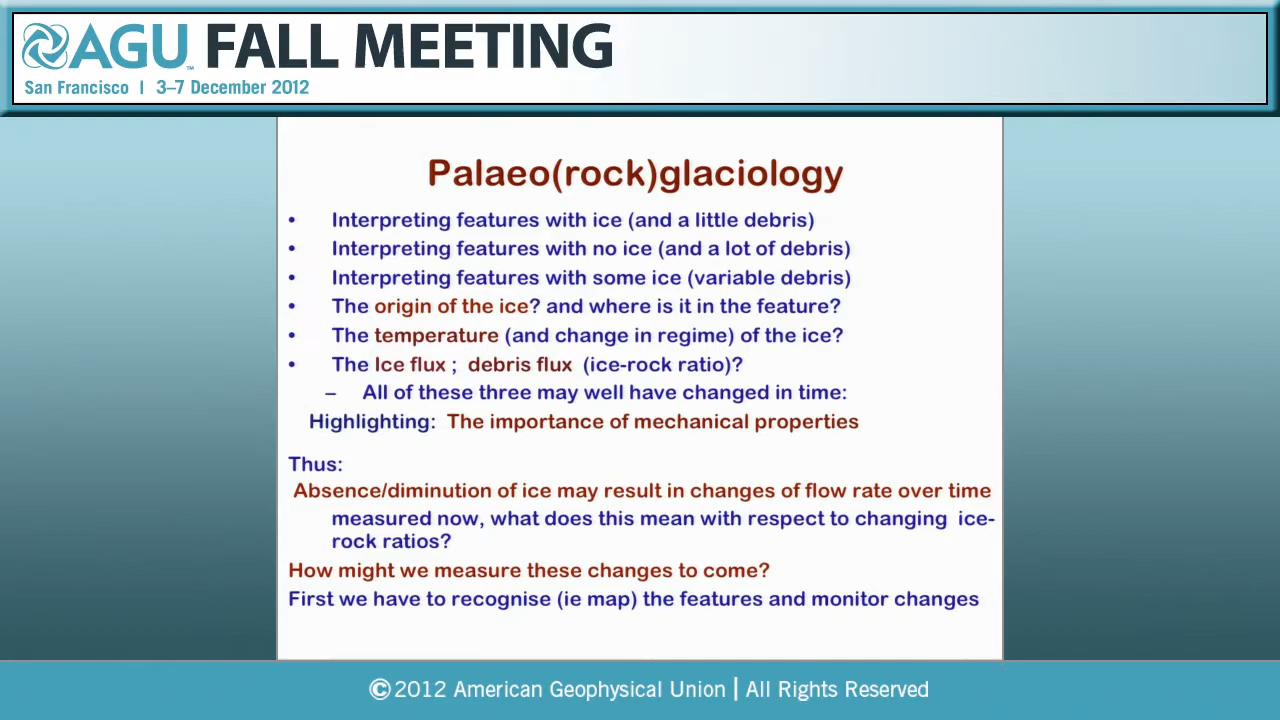 AGU™ FALL MEETING
San Francisco | 3–7 December 2012
Palaeo(rock)glaciology
• Interpreting features with ice (and a little debris)
• Interpreting features with no ice (and a lot of debris)
• Interpreting features with some ice (variable debris)
• The origin of the ice? and where is it in the feature?
• The temperature (and change in regime) of the ice?
• The Ice flux ; debris flux (ice-rock ratio)?
– All of these three may well have changed in time:
Highlighting: The importance of mechanical properties
Thus:
Absence/diminution of ice may result in changes of flow rate over time
measured now, what does this mean with respect to changing ice-
rock ratios?
How might we measure these changes to come?
First we have to recognise (ie map) the features and monitor changes
©2012 American Geophysical Union | All Rights Reserved